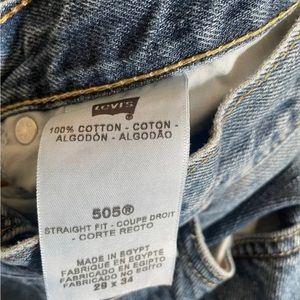 Levi's
100% COTTON - COTON -
ALGODÓN - ALGODÃO
505®
STRAIGHT FIT - COUPE DROIT
- CORTE RECTO
MADE IN EGYPT
FABRIQUE EN EGYPTE
FABRICADO EN EGIPTO
FABRICADO NO EGITO
29 x 34